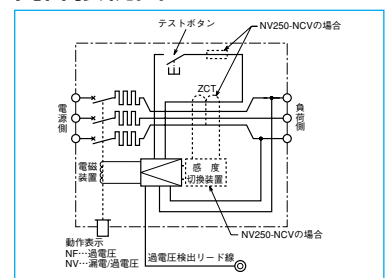 テストボタン
NV250-NCVの場合
ZCT
電源側
負荷側
電磁装置
感度切換装置
NV250-NCVの場合
動作表示
NF…過電圧
NV…漏電/過電圧
過電圧検出リード線